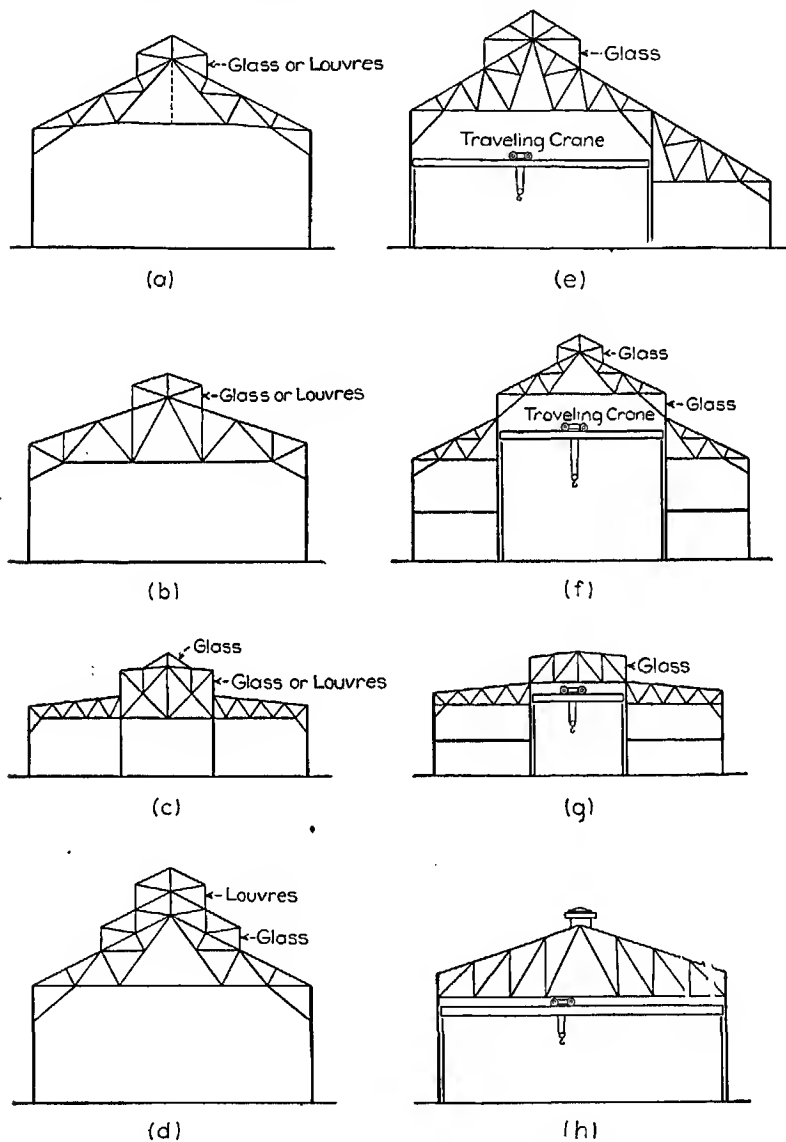 Glass or Louvres
(a)
Glass
Traveling Crane
(e)
Glass or Louvres
(b)
Glass
Glass
Traveling Crane
(f)
Glass
Glass or Louvres
(c)
Glass
(g)
Louvres
Glass
(d)
(h)